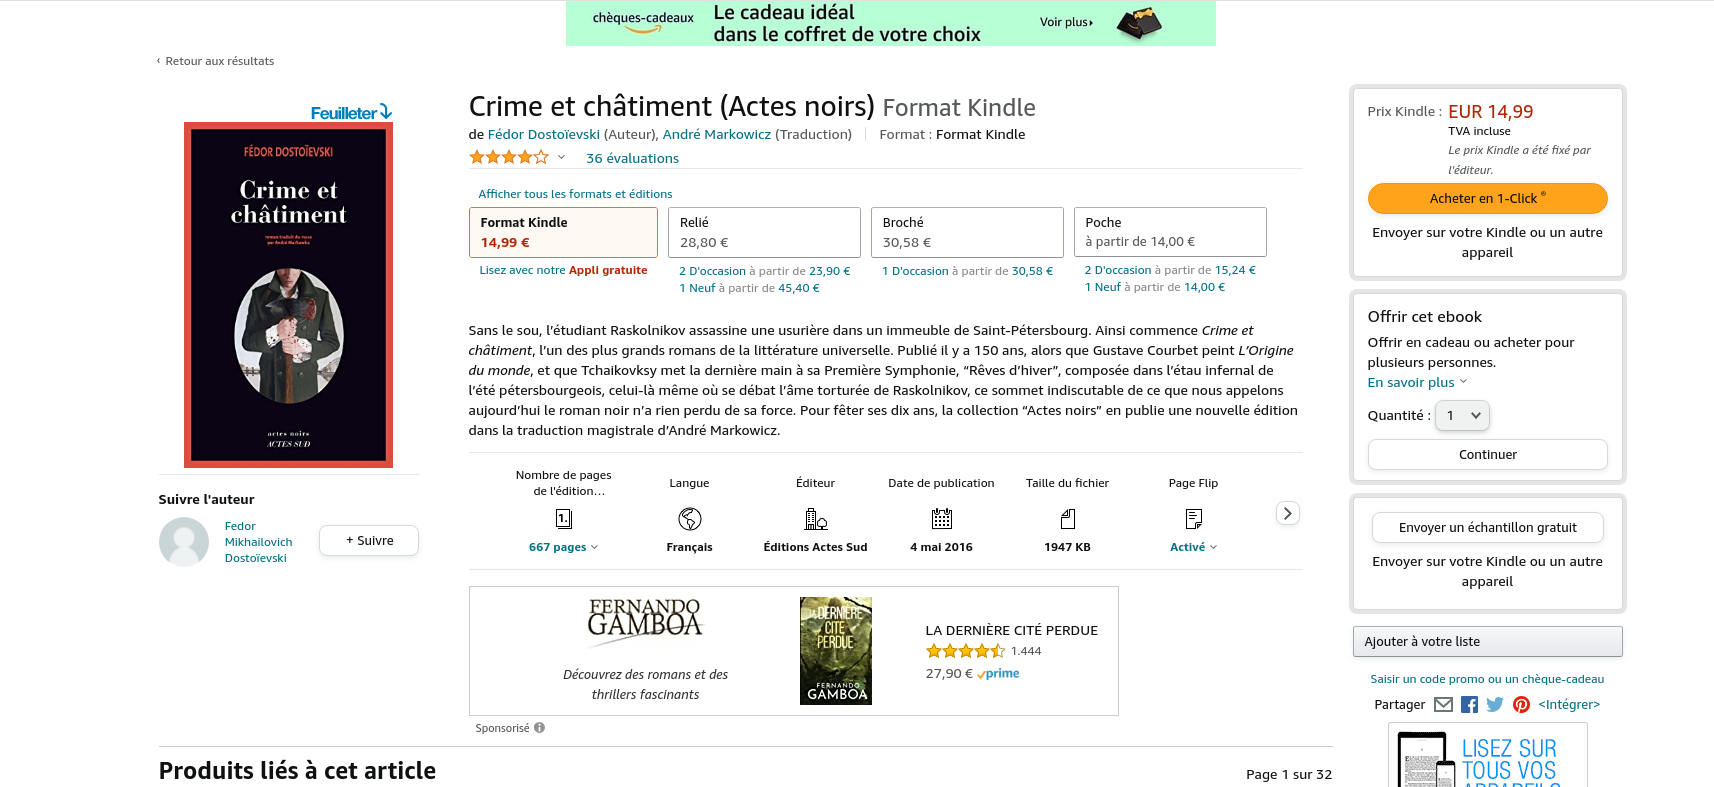 chèques-cadeaux
amazon
Le cadeau idéal
dans le coffret de votre choix
Voir plus
‹ Retour aux résultats
Feuilleter
FÉDOR DOSTOÏEVSKI
Crime et
châtiment
roman traduit du russe
par André Markowicz
actes noirs
ACTES SUD
Suivre l'auteur
Fedor
Mikhailovich
Dostoïevski
+ Suivre
Crime et châtiment (Actes noirs) Format Kindle
de Fédor Dostoïevski (Auteur), André Markowicz (Traduction) | Format : Format Kindle
36 évaluations
Afficher tous les formats et éditions
Format Kindle
14,99 €
Lisez avec notre Appli gratuite
Relié
28,80 €
2 D'occasion à partir de 23,90 €
1 Neuf à partir de 45,40 €
Broché
30,58 €
1 D'occasion à partir de 30,58 €
Poche
à partir de 14,00 €
2 D'occasion à partir de 15,24 €
1 Neuf à partir de 14,00 €
Sans le sou, l’étudiant Raskolnikov assassine une usurière dans un immeuble de Saint-Pétersbourg. Ainsi commence Crime et
châtiment, l’un des plus grands romans de la littérature universelle. Publié il y a 150 ans, alors que Gustave Courbet peint L’Origine
du monde, et que Tchaikovksy met la dernière main à sa Première Symphonie, “Rêves d’hiver”, composée dans l’étau infernal de
l’été pétersbourgeois, celui-là même où se débat l’âme torturée de Raskolnikov, ce sommet indiscutable de ce que nous appelons
aujourd’hui le roman noir n’a rien perdu de sa force. Pour fêter ses dix ans, la collection “Actes noirs” en publie une nouvelle édition
dans la traduction magistrale d’André Markowicz.
Nombre de pages
de l'édition…
1.
667 pages
Langue
Français
Éditeur
Éditions Actes Sud
Date de publication
4 mai 2016
Taille du fichier
1947 KB
Page Flip
Activé
FERNANDO
GAMBOA
Découvrez des romans et des
thrillers fascinants
LA DERNIÈRE
CITÉ
PERDUE
FERNANDO
GAMBOA
LA DERNIÈRE CITÉ PERDUE
1.444
27,90 € prime
Sponsorisé
Produits liés à cet article
Page 1 sur 32
Prix Kindle : EUR 14,99
TVA incluse
Le prix Kindle a été fixé par
l'éditeur.
Acheter en 1-Click ®
Envoyer sur votre Kindle ou un autre
appareil
Offrir cet ebook
Offrir en cadeau ou acheter pour
plusieurs personnes.
En savoir plus
Quantité : 1
Continuer
Envoyer un échantillon gratuit
Envoyer sur votre Kindle ou un autre
appareil
Ajouter à votre liste
Saisir un code promo ou un chèque-cadeau
Partager <Intégrer>
LISEZ SUR
TOUS VOS
APPAREILS